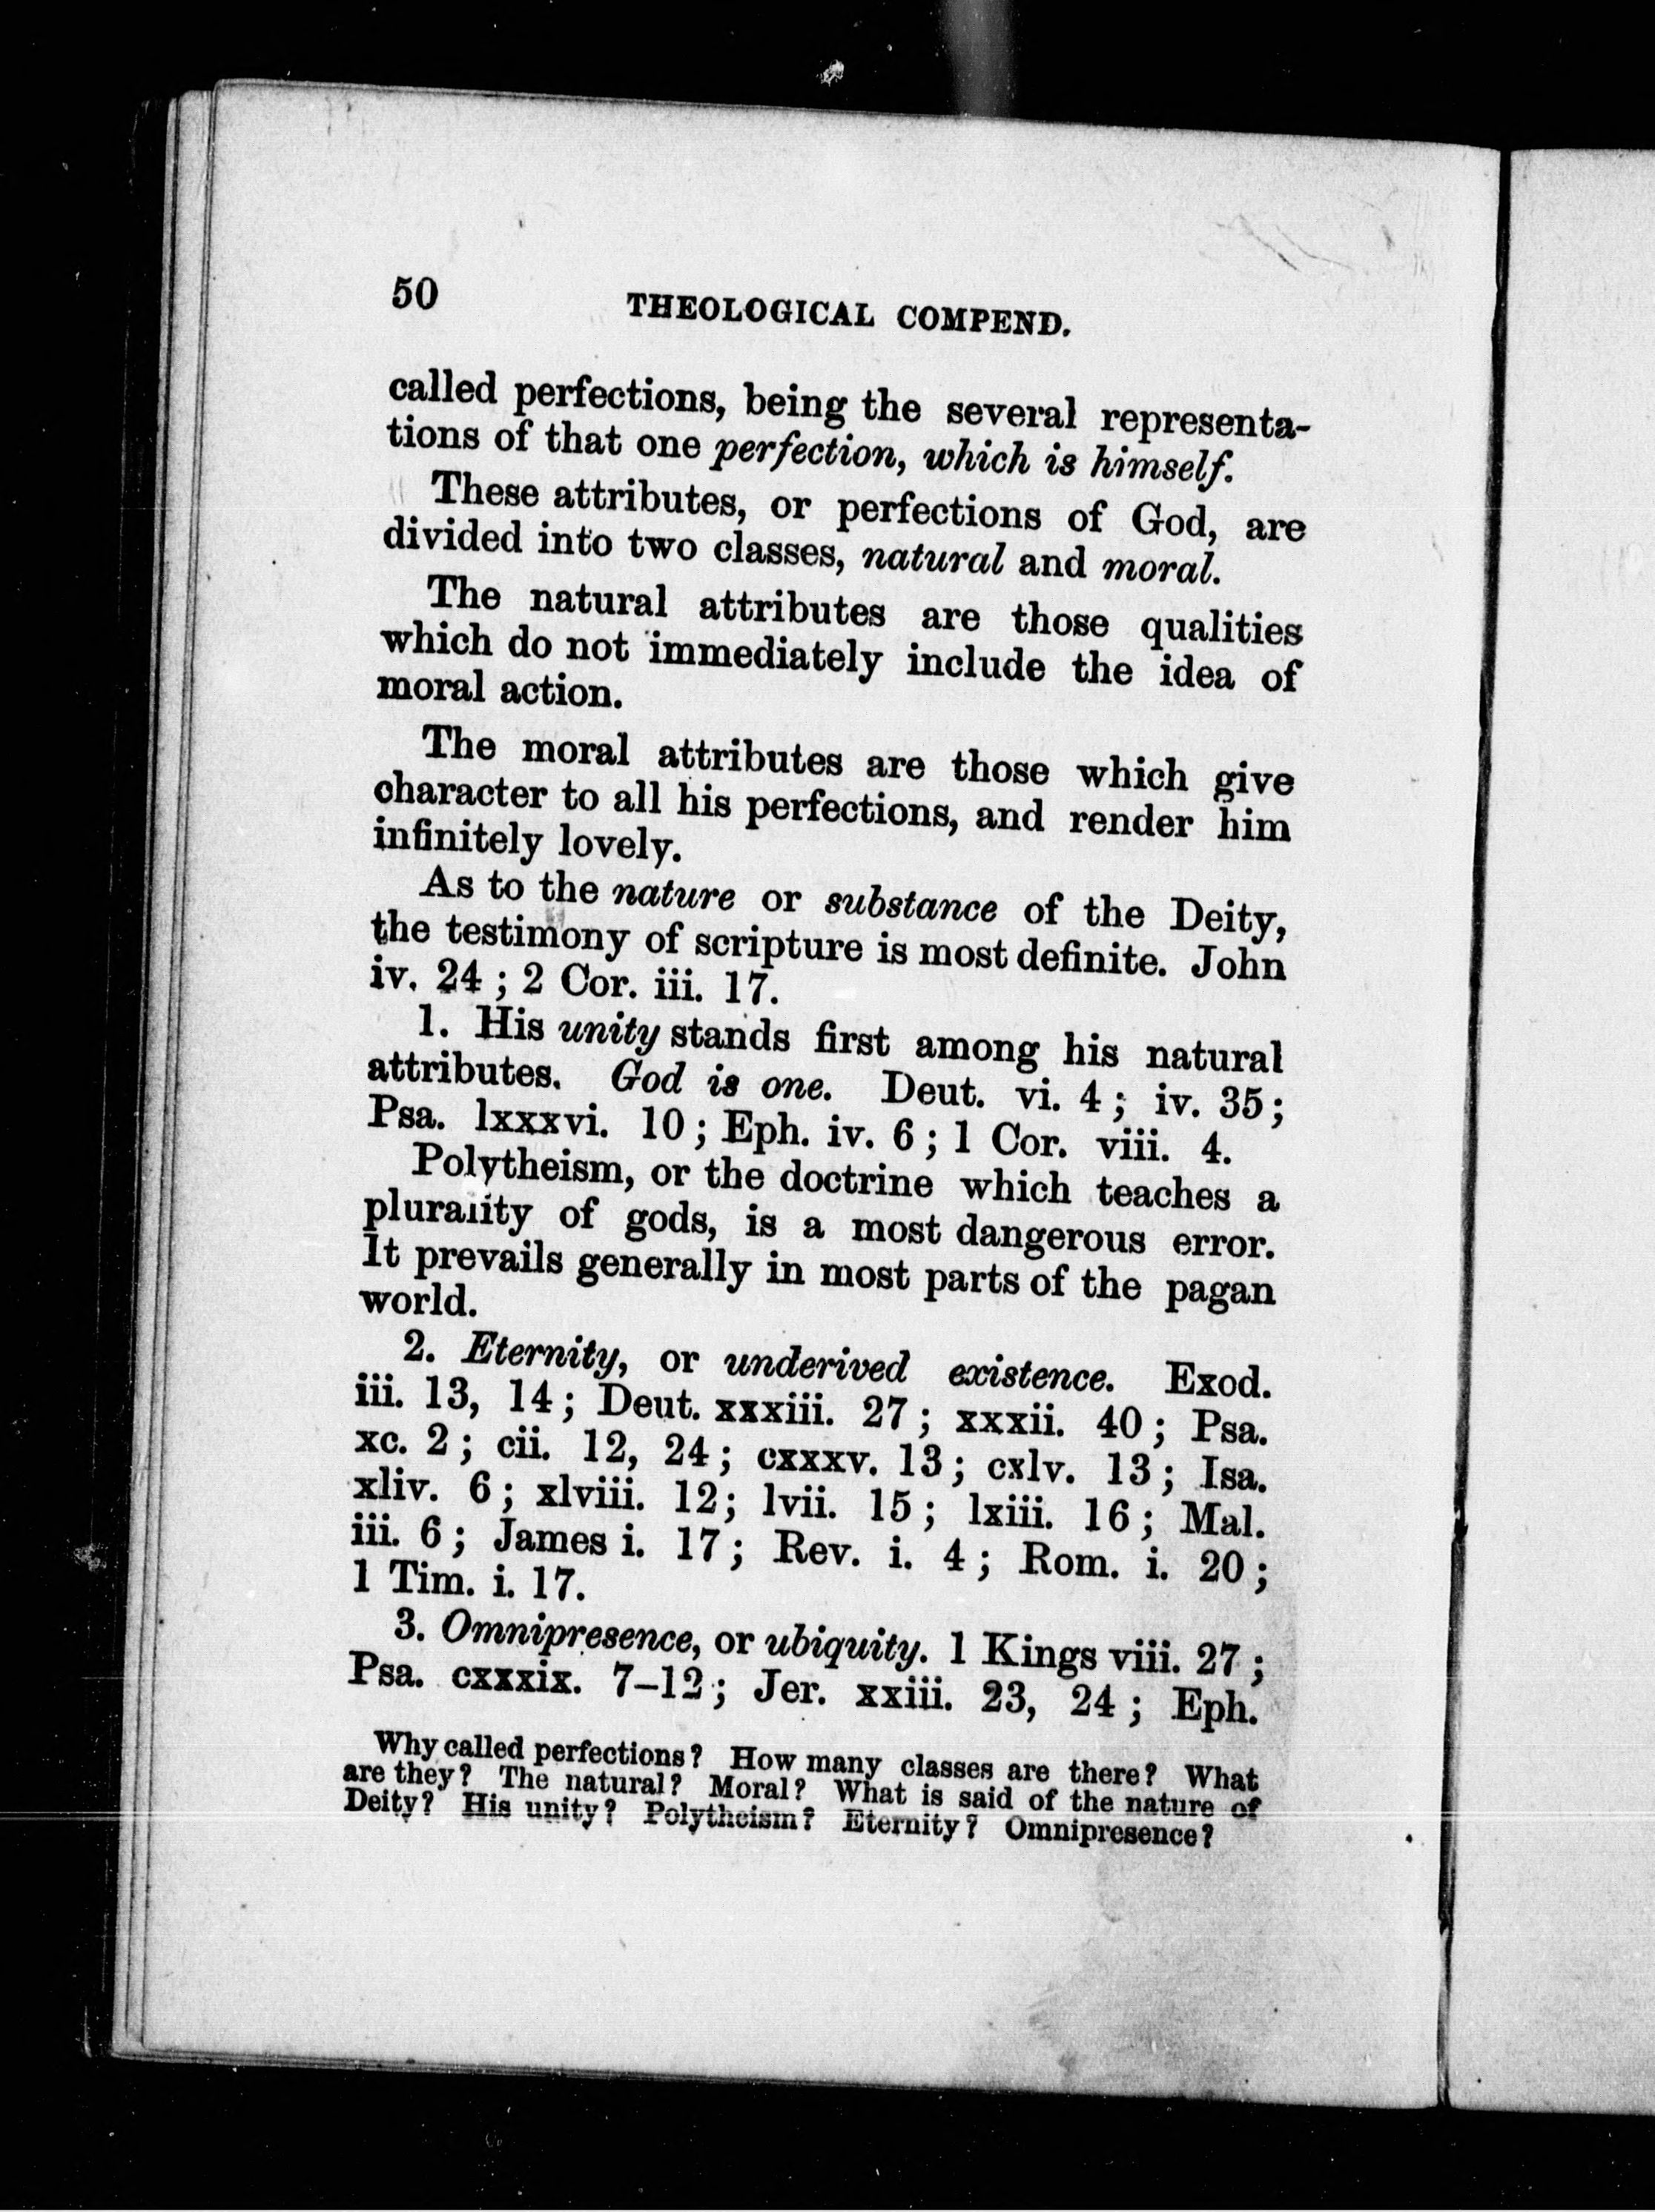 50
THEOLOGICAL COMPEND.
called perfections, being the several representa-
tions of that one perfection, which is himself.
These attributes, or perfections of God, are
divided into two classes, natural and moral.
The natural attributes are those qualities
which do not immediately include the idea of
moral action.
The moral attributes are those which give
character to all his perfections, and render him
infinitely lovely.
As to the nature or substance of the Deity,
the testimony of scripture is most definite. John
iv. 24 ; 2 Cor. iii. 17.
1. His unity stands first among his natural
attributes. God is one. Deut. vi. 4 ; iv. 35 ;
Psa. lxxxvi. 10 ; Eph. iv. 6 ; 1 Cor. viii. 4.
Polytheism, or the doctrine which teaches a
plurality of gods, is a most dangerous error.
It prevails generally in most parts of the pagan
world.
2. Eternity, or underived existence. Exod.
iii. 13, 14 ; Deut. xxxiii. 27 ; xxxii. 40 ; Psa.
xc. 2 ; cii. 12, 24 ; cxxxv. 13 ; cxlv. 13 ; Isa.
xliv. 6 ; xlviii. 12 ; lvii. 15 ; lxiii. 16 ; Mal.
iii. 6 ; James i. 17 ; Rev. i. 4 ; Rom. i. 20 ;
1 Tim. i. 17.
3. Omnipresence, or ubiquity. 1 Kings viii. 27 ;
Psa. cxxxix. 7–12 ; Jer. xxiii. 23, 24 ; Eph.
Why called perfections? How many classes are there? What
are they? The natural? Moral? What is said of the nature of
Deity? His unity? Polytheism? Eternity? Omnipresence?